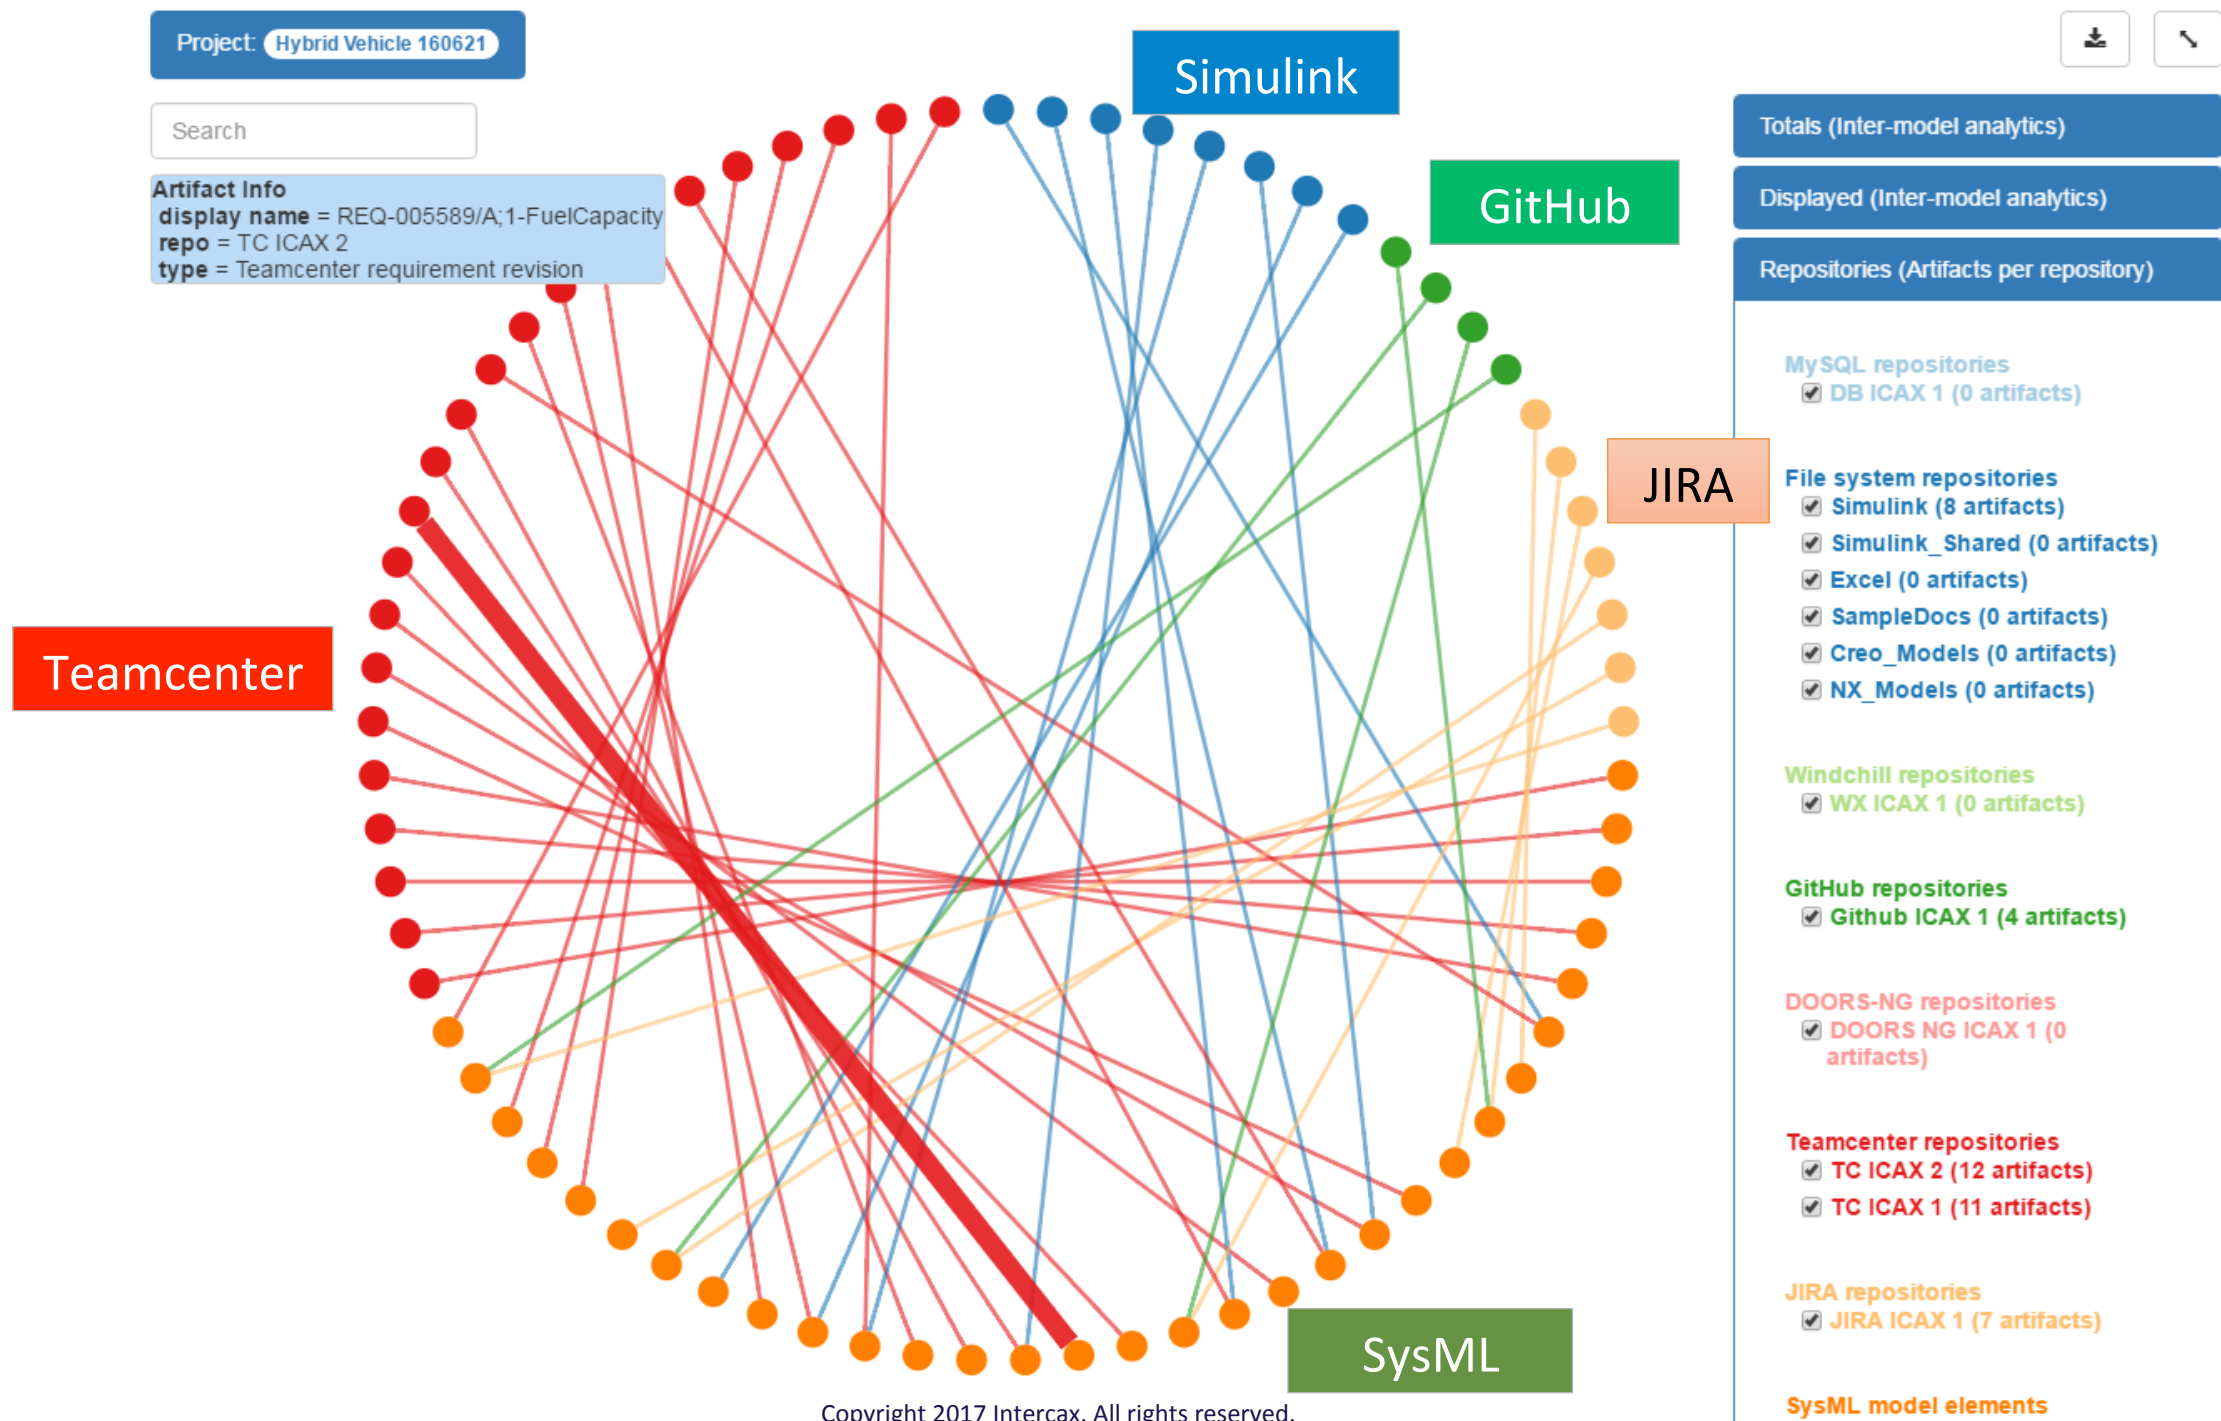 Project: Hybrid Vehicle 160621
Search
Artifact Info
display name = REQ-005589/A;1-FuelCapacity
repo = TC ICAX 2
type = Teamcenter requirement revision
Simulink
GitHub
JIRA
Teamcenter
SysML
Totals (Inter-model analytics)
Displayed (Inter-model analytics)
Repositories (Artifacts per repository)
MySQL repositories
DB ICAX 1 (0 artifacts)
File system repositories
Simulink (8 artifacts)
Simulink_Shared (0 artifacts)
Excel (0 artifacts)
SampleDocs (0 artifacts)
Creo_Models (0 artifacts)
NX_Models (0 artifacts)
Windchill repositories
WX ICAX 1 (0 artifacts)
GitHub repositories
Github ICAX 1 (4 artifacts)
DOORS-NG repositories
DOORS NG ICAX 1 (0
artifacts)
Teamcenter repositories
TC ICAX 2 (12 artifacts)
TC ICAX 1 (11 artifacts)
JIRA repositories
JIRA ICAX 1 (7 artifacts)
SysML model elements
Copyright 2017 Intercax. All rights reserved.